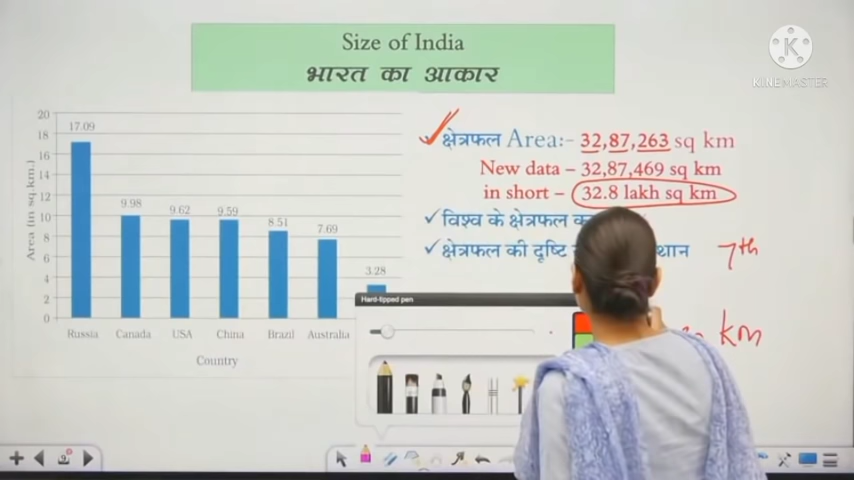 Size of India
भारत का आकार
KINEMASTER
20
18
16
14
12
10
8
6
4
2
0
Area (in sq.km.)
17.09
9.98
9.62
9.59
8.51
7.69
3.28
Russia
Canada
USA
China
Brazil
Australia
Country
✓ क्षेत्रफल Area:- 32,87,263 sq km
New data – 32,87,469 sq km
in short – 32.8 lakh sq km
✓ विश्व के क्षेत्रफल
✓ क्षेत्रफल की दृष्टि
7th
km
Hard-tipped pen